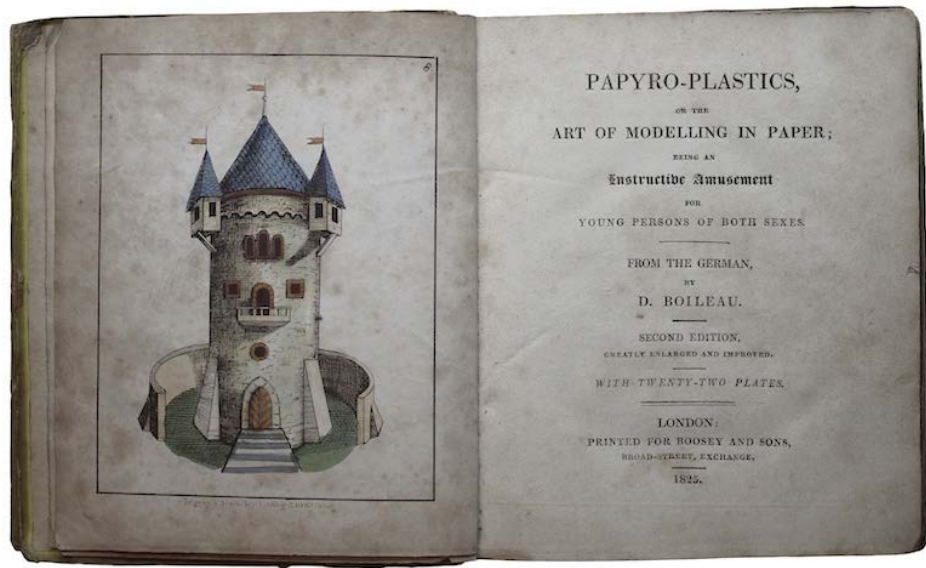 8
PAPYRO-PLASTICS,
OR THE
ART OF MODELLING IN PAPER;
BEING AN
Instructive Amusement
FOR
YOUNG PERSONS OF BOTH SEXES.
FROM THE GERMAN,
BY
D. BOILEAU.
SECOND EDITION,
GREATLY ENLARGED AND IMPROVED.
WITH TWENTY-TWO PLATES.
LONDON:
PRINTED FOR BOOSEY AND SONS,
BROAD-STREET, EXCHANGE.
1825.